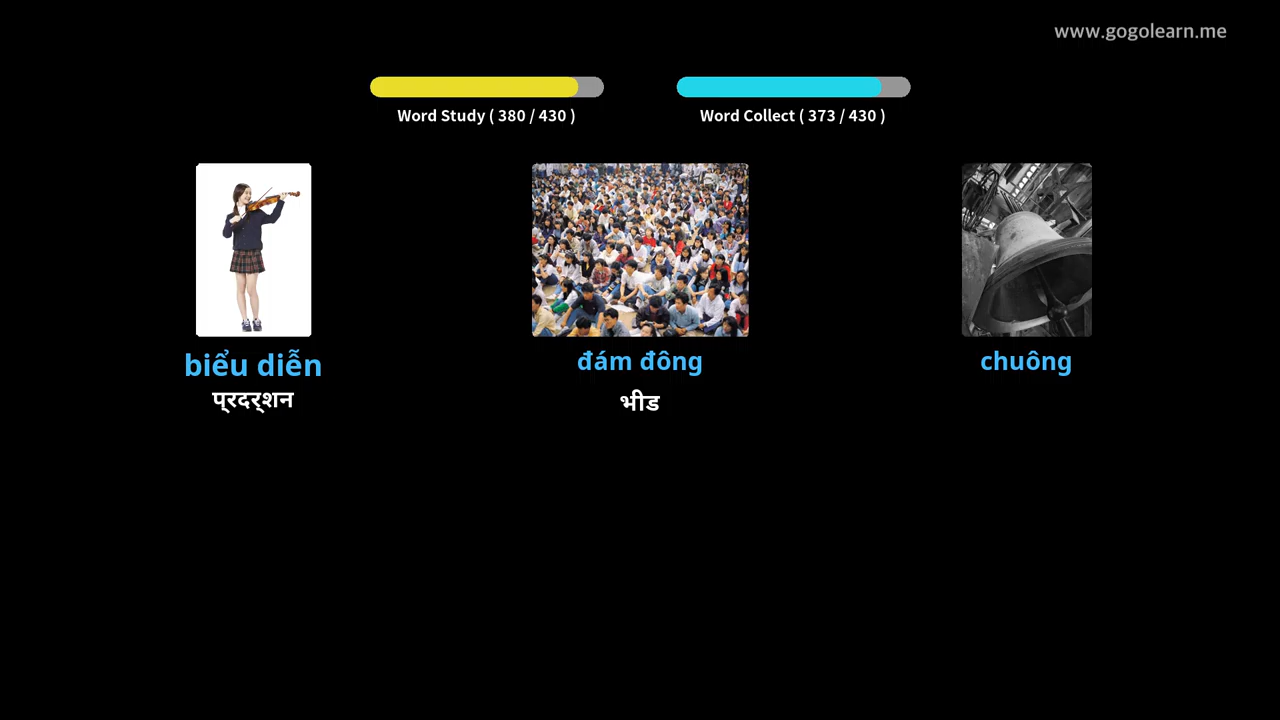 www.gogolearn.me
Word Study ( 380 / 430 )
Word Collect ( 373 / 430 )
biểu diễn
đám đông
chuông
प्रदर्शन
भीड